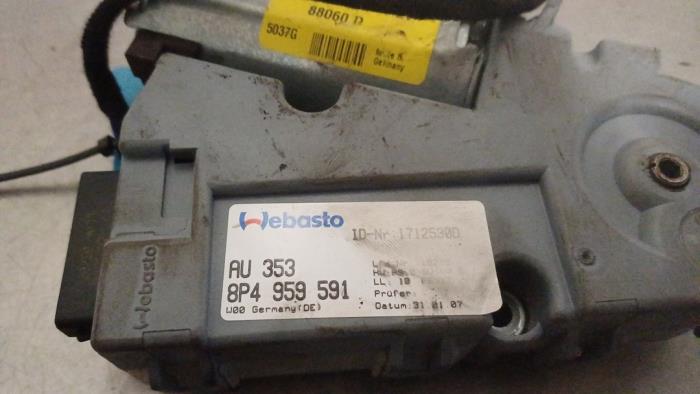 88060 D
5037G
Made in
Germany
Webasto
ID-Nr:1712530D
AU 353
8P4 959 591
LL: 10
Prüfer:
W00 Germany(DE)
Datum:31.01.07
Webasto